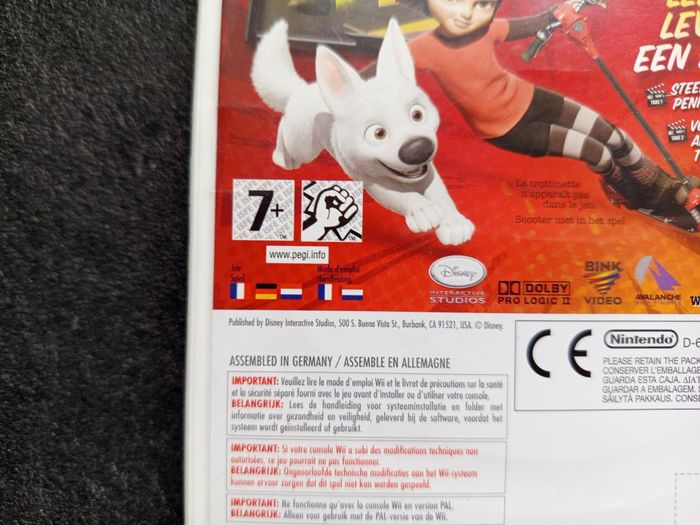 EEN
STEE
7+
www.pegi.info
Jeu
Spiel
Mode d'emploi
Handleiding
La trottinette
n'apparaît pas
dans le jeu.
Scooter niet in het spel.
Disney
INTERACTIVE
STUDIOS
DOLBY
PRO LOGIC II
BINK
VIDEO
AVALANCHE
Published by Disney Interactive Studios, 500 S. Buena Vista St., Burbank, CA 91521, USA. © Disney.
ASSEMBLED IN GERMANY / ASSEMBLE EN ALLEMAGNE
IMPORTANT: Veuillez lire le mode d'emploi Wii et le livret de précautions sur la santé
et la sécurité séparé fourni avec le jeu avant d'installer ou d'utiliser votre console.
BELANGRIJK: Lees de handleiding voor systeeminstallatie en folder met
informatie over gezondheid en veiligheid, geleverd bij de software, voordat het
systeem wordt geïnstalleerd of gebruikt.
IMPORTANT: Si votre console Wii a subi des modifications techniques non
autorisées, ce jeu pourrait ne pas fonctionner.
BELANGRIJK: Ongeoorloofde technische modificaties aan het Wii-systeem
kunnen ervoor zorgen dat dit spel niet kan worden gespeeld.
IMPORTANT: Ne fonctionne qu'avec la console Wii en version PAL.
BELANGRIJK: Alleen voor gebruik met de PAL-versie van de Wii.
CE
Nintendo D-6
PLEASE RETAIN THE PACK
CONSERVER L'EMBALLAGE
GUARDA ESTA CAJA. ΔΙΑΤ
GUARDAR A EMBALAGEM. S
SÄILYTÄ PAKKAUS. CONSER